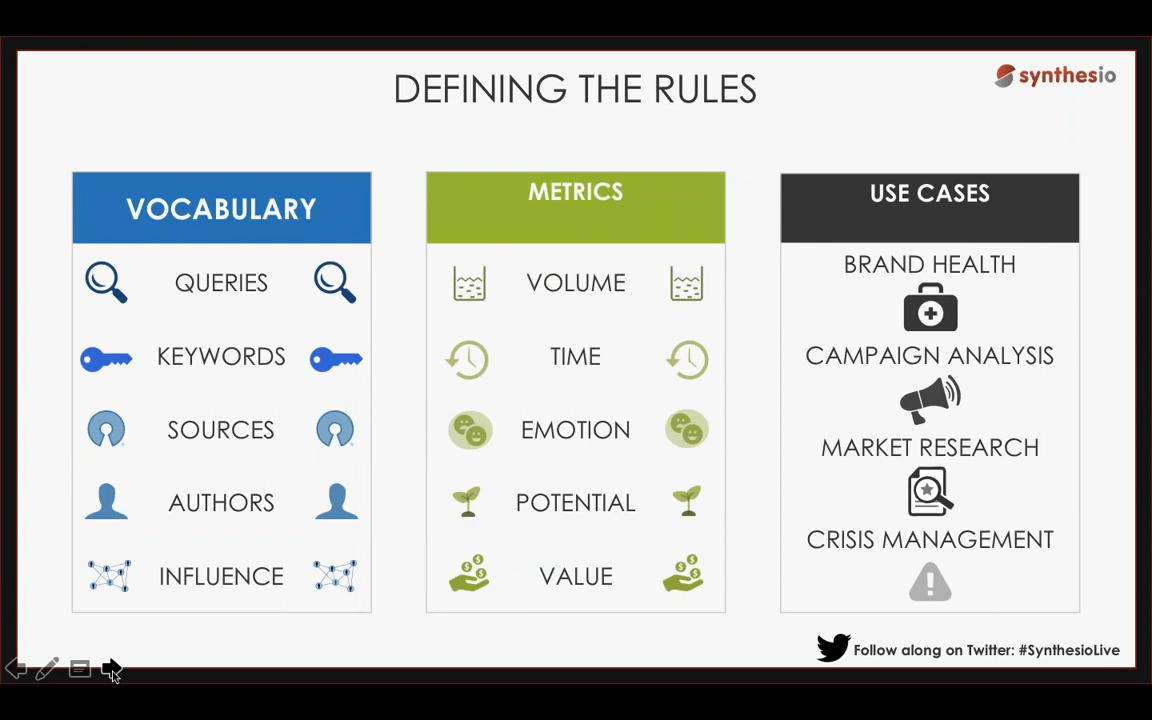 DEFINING THE RULES
synthesio
VOCABULARY
QUERIES
KEYWORDS
SOURCES
AUTHORS
INFLUENCE
METRICS
VOLUME
TIME
EMOTION
POTENTIAL
VALUE
USE CASES
BRAND HEALTH
CAMPAIGN ANALYSIS
MARKET RESEARCH
CRISIS MANAGEMENT
Follow along on Twitter: #SynthesioLive